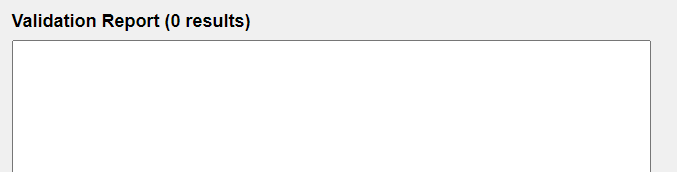 Validation Report (0 results)